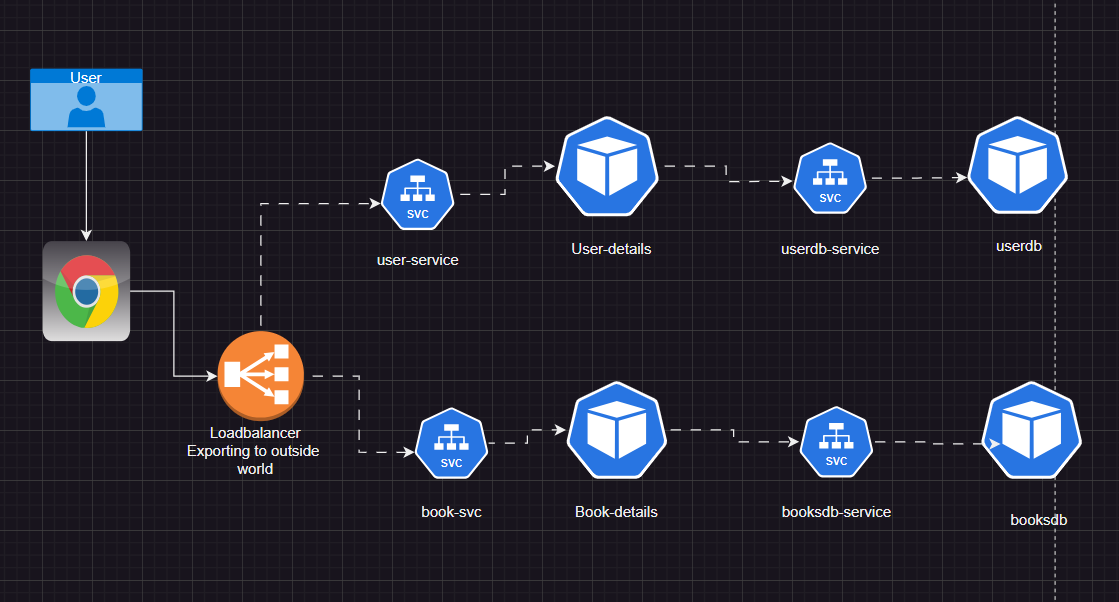 User
SVC
user-service
User-details
SVC
userdb-service
userdb
Loadbalancer
Exporting to outside
world
SVC
book-svc
Book-details
SVC
booksdb-service
booksdb